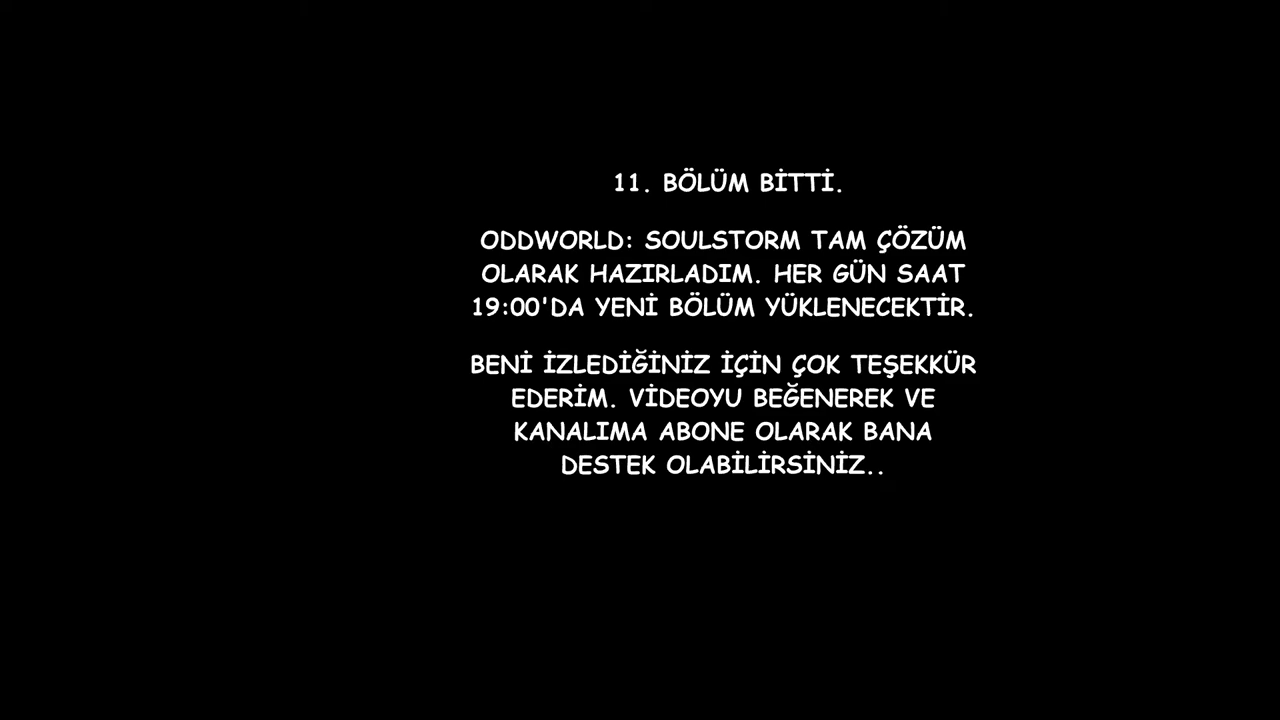 11. BÖLÜM BİTTİ.
ODDWORLD: SOULSTORM TAM ÇÖZÜM
OLARAK HAZIRLADIM. HER GÜN SAAT
19:00'DA YENİ BÖLÜM YÜKLENECEKTİR.
BENİ İZLEDİĞİNİZ İÇİN ÇOK TEŞEKKÜR
EDERİM. VİDEOYU BEĞENEREK VE
KANALIMA ABONE OLARAK BANA
DESTEK OLABİLİRSİNİZ..